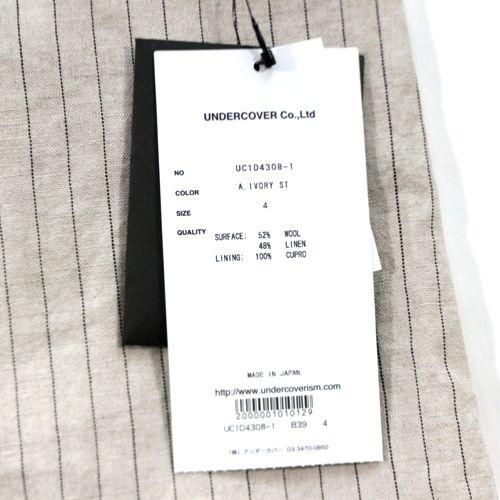 UNDERCOVER Co.,Ltd
NO UC1D4308-1
COLOR A.IVORY ST
SIZE 4
QUALITY SURFACE: 52% WOOL
48% LINEN
LINING: 100% CUPRO
MADE IN JAPAN
http://www.undercoverism.com
2000001010129
UC1D4308-1 839 4
(株)アンダーカバー 03-3470-0850